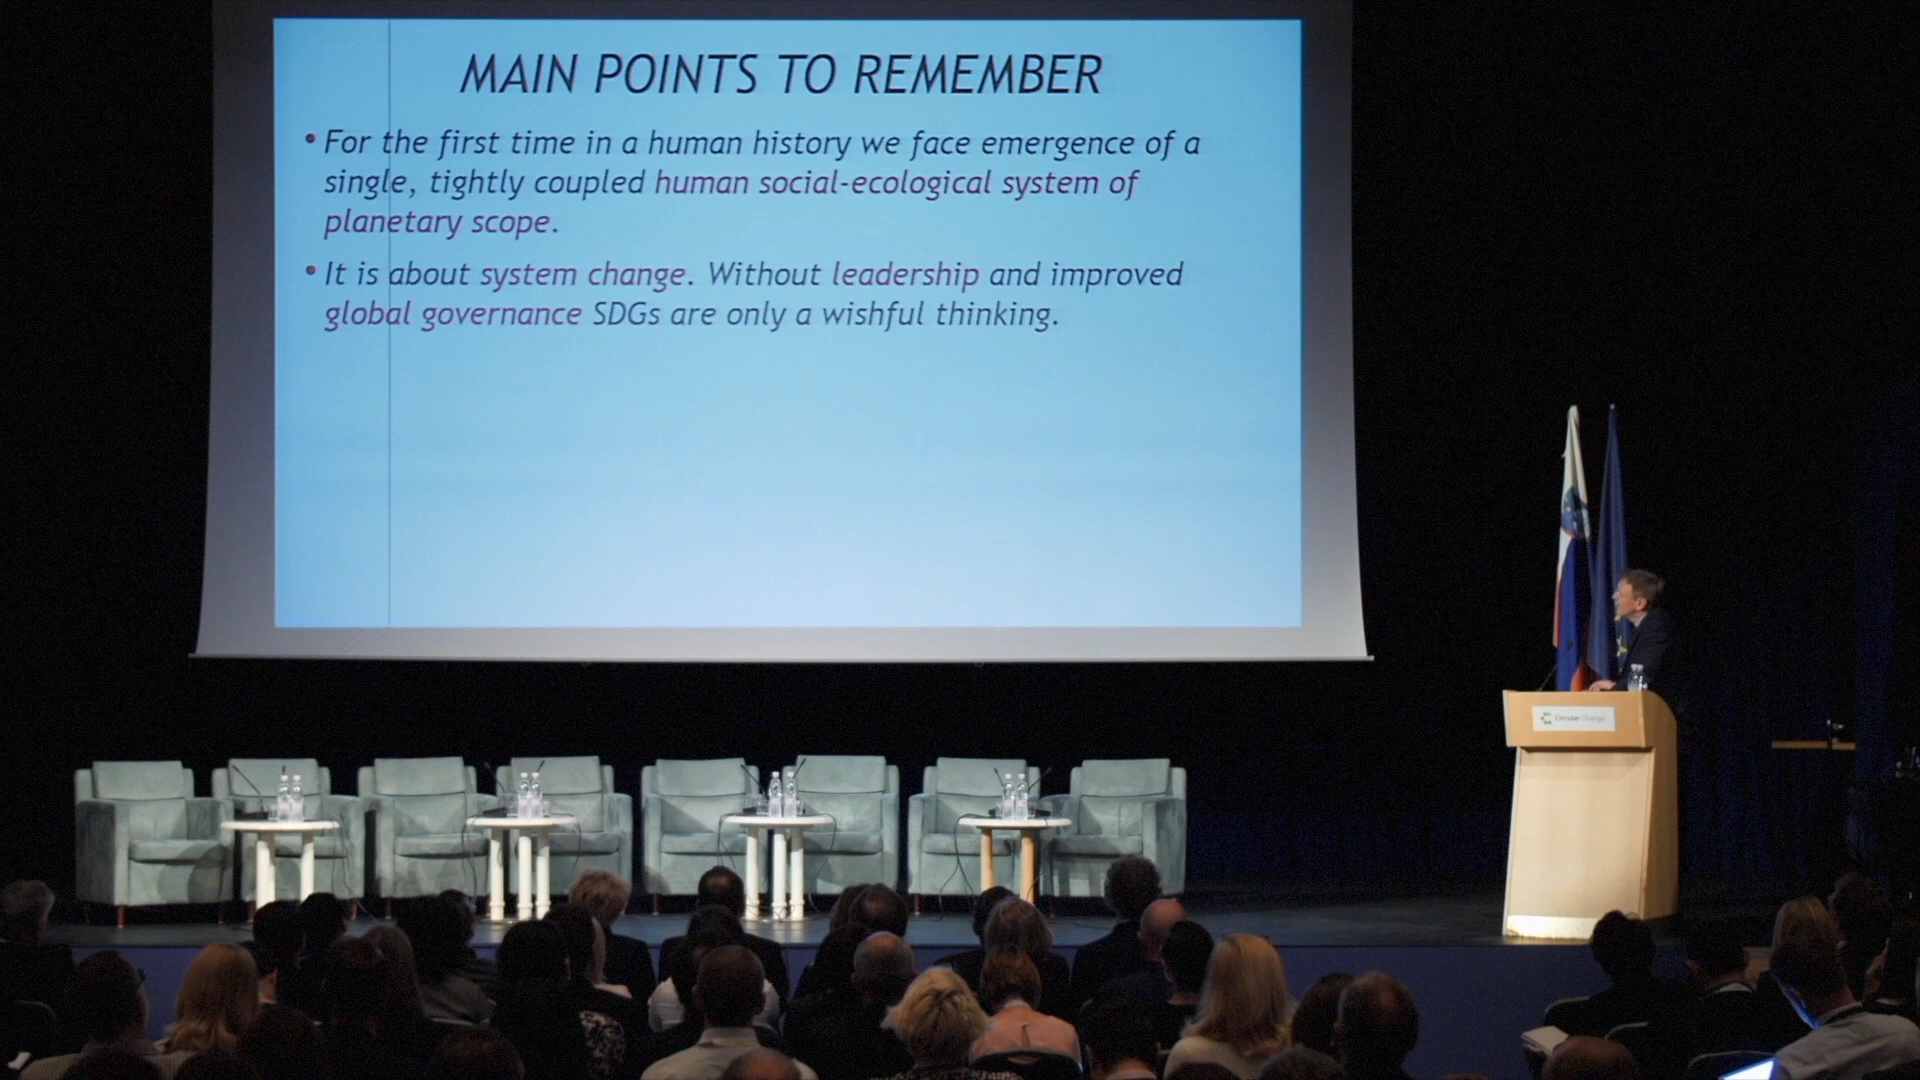 MAIN POINTS TO REMEMBER
• For the first time in a human history we face emergence of a
single, tightly coupled human social-ecological system of
planetary scope.
• It is about system change. Without leadership and improved
global governance SDGs are only a wishful thinking.
Circular Change